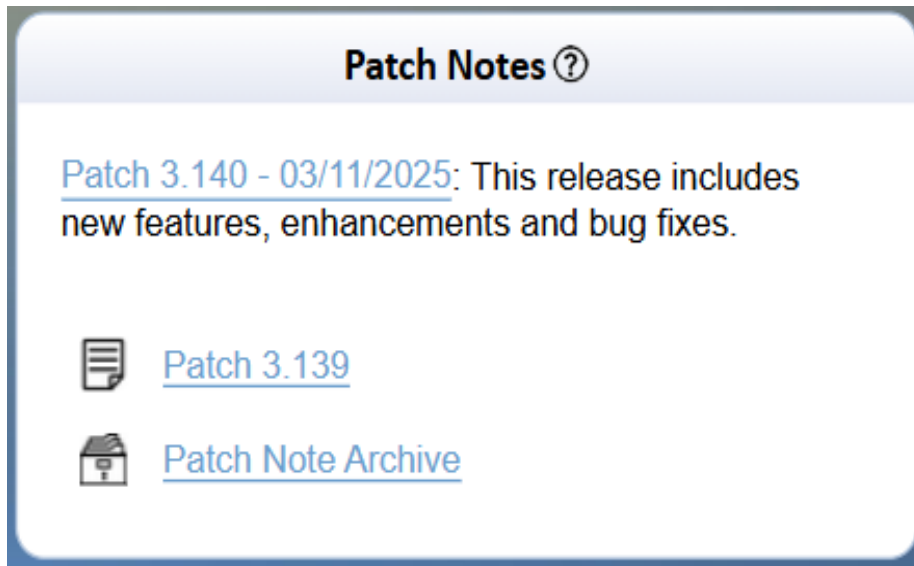 Patch Notes ?
Patch 3.140 - 03/11/2025: This release includes
new features, enhancements and bug fixes.
Patch 3.139
Patch Note Archive